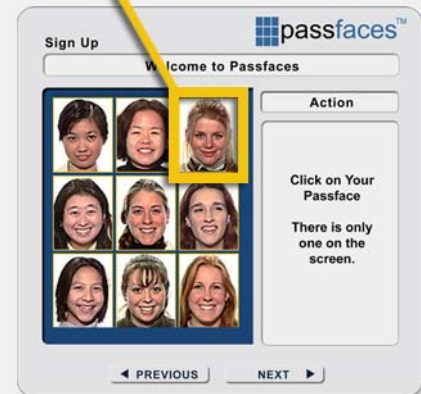 passfaces™
Sign Up
Welcome to Passfaces
Action
Click on Your
Passface
There is only
one on the
screen.
◄ PREVIOUS
NEXT ►